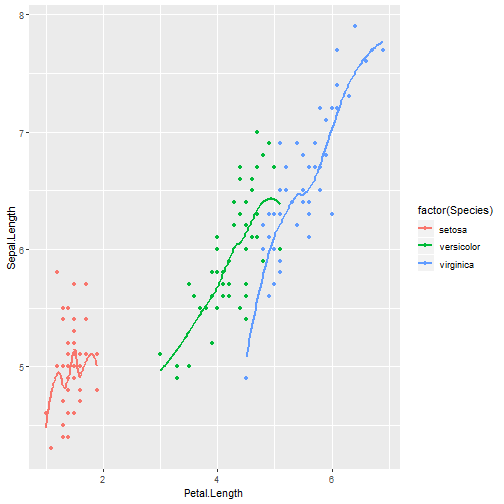 8
7
6
5
2
4
6
Sepal.Length
Petal.Length
factor(Species)
setosa
versicolor
virginica